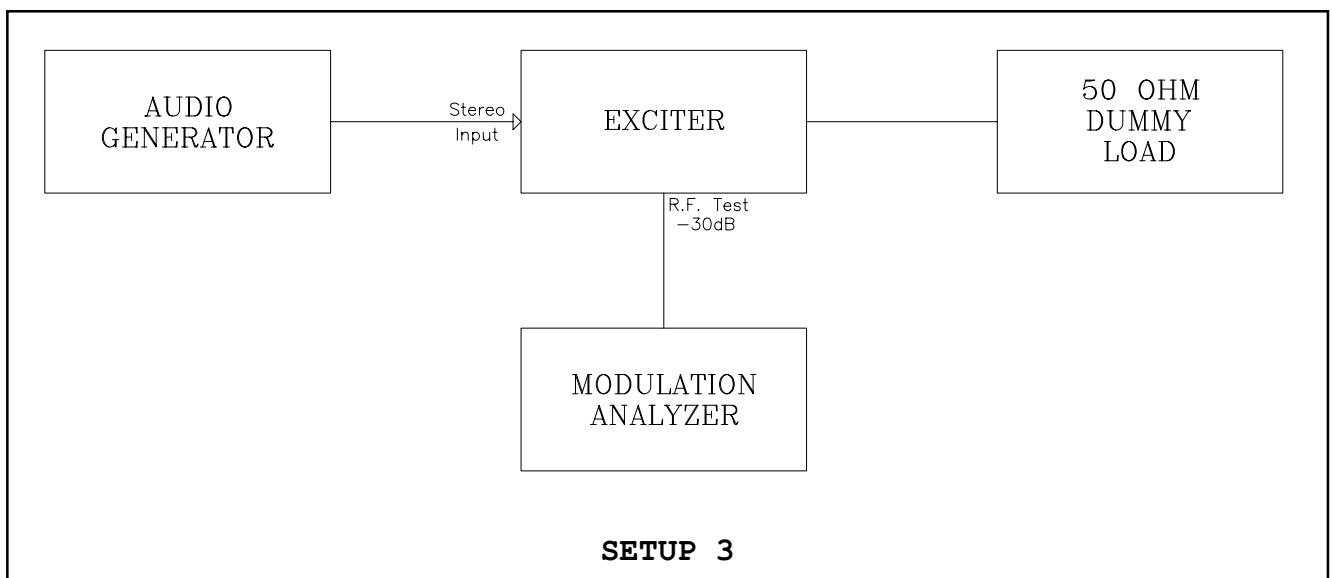 AUDIO
GENERATOR
Stereo
Input
EXCITER
50 OHM
DUMMY
LOAD
R.F. Test
-30dB
MODULATION
ANALYZER
SETUP 3